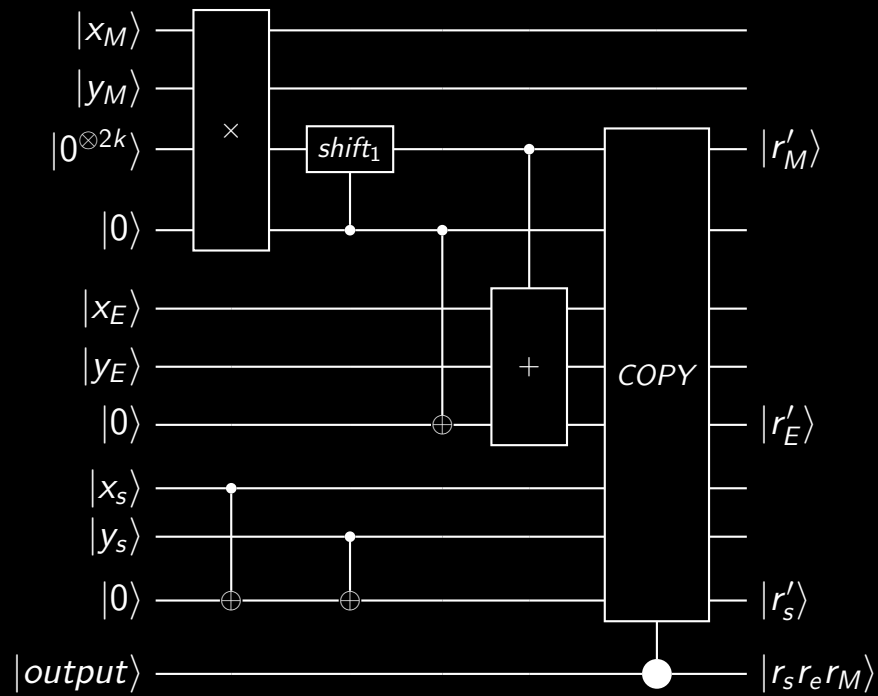 |x_M⟩
|y_M⟩
×
|0^{⊗2k}⟩ shift_1 |r'_M⟩
|0⟩
|x_E⟩
|y_E⟩ + COPY
|0⟩ |r'_E⟩
|x_s⟩
|y_s⟩
|0⟩ |r'_s⟩
|output⟩ |r_s r_e r_M⟩